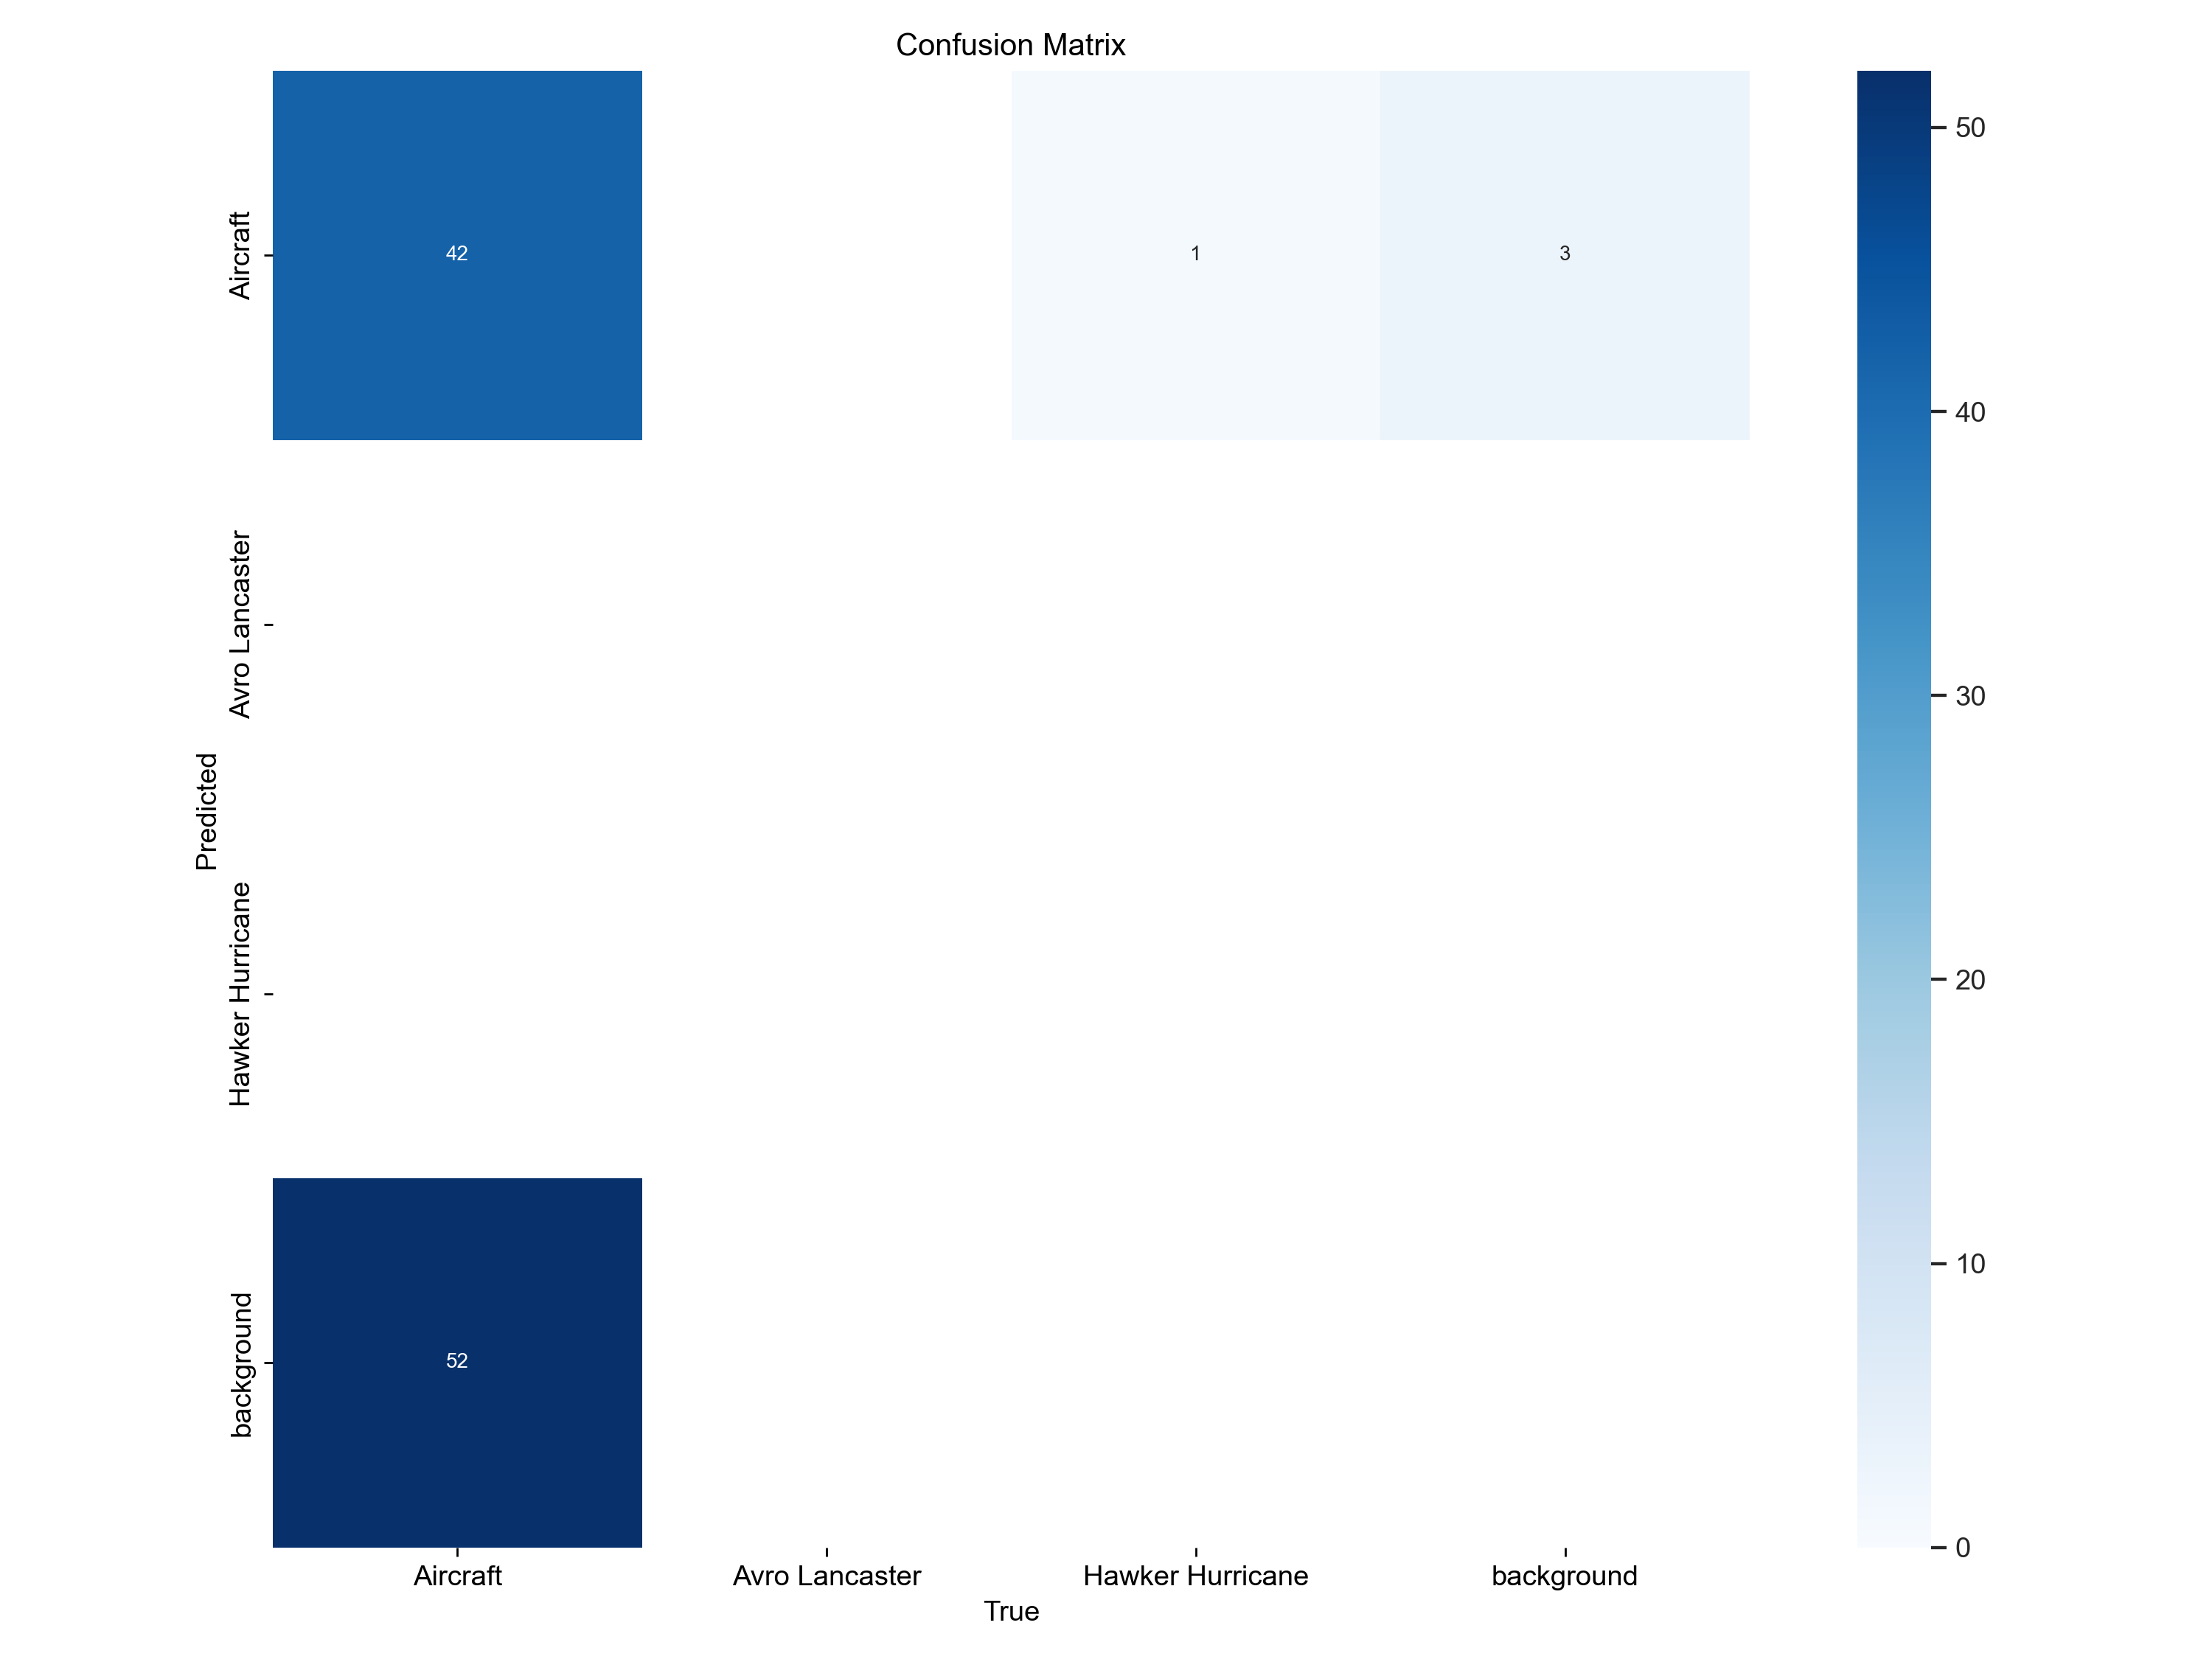 Confusion Matrix
Predicted
Aircraft
42
1
3
Avro Lancaster
Hawker Hurricane
background
52
Aircraft
Avro Lancaster
Hawker Hurricane
background
True
50
40
30
20
10
0